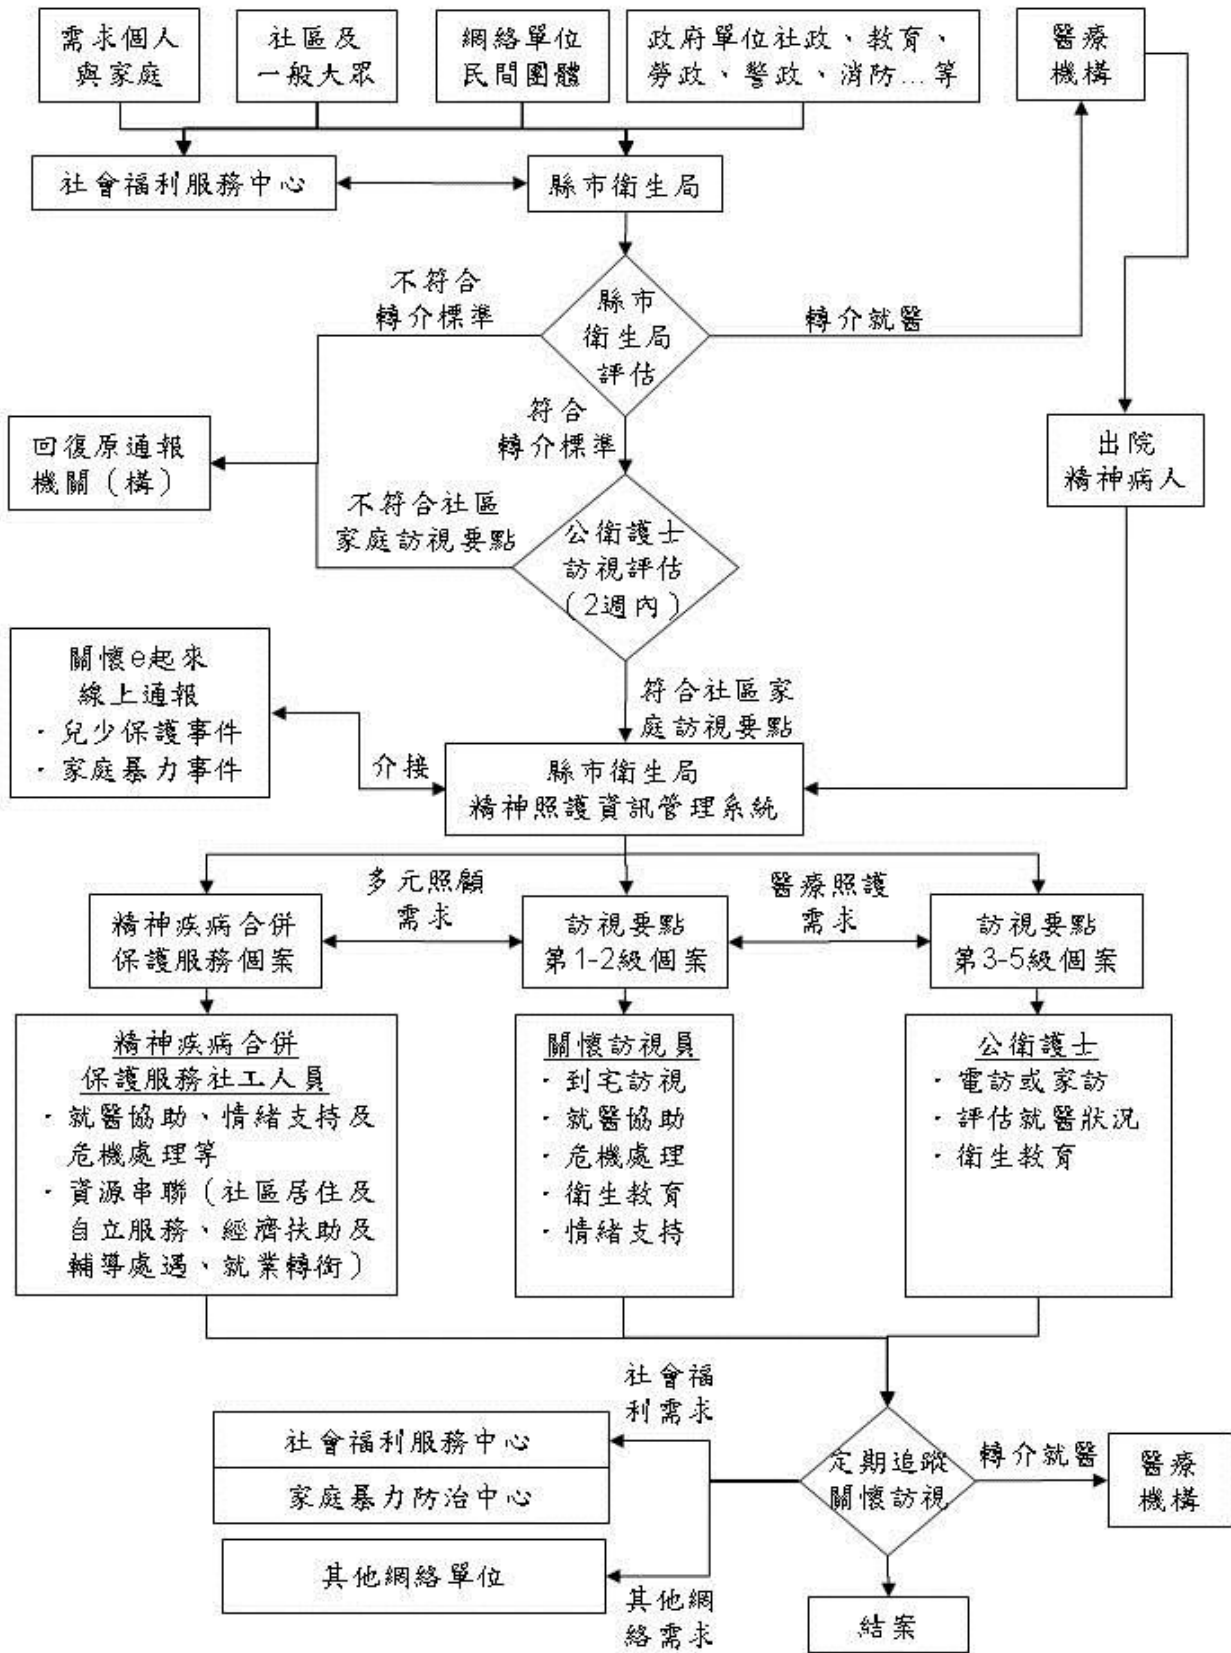 需求個人
與家庭
社區及
一般大眾
網絡單位
民間團體
政府單位社政、教育、
勞政、警政、消防...等
醫療
機構
社會福利服務中心
縣市衛生局
不符合
轉介標準
縣市
衛生局
評估
轉介就醫
符合
轉介標準
回復原通報
機關（構）
出院
精神病人
不符合社區
家庭訪視要點
公衛護士
訪視評估
（2週內）
關懷e起來
線上通報
·兒少保護事件
·家庭暴力事件
符合社區家
庭訪視要點
介接
縣市衛生局
精神照護資訊管理系統
多元照顧
需求
醫療照護
需求
精神疾病合併
保護服務個案
訪視要點
第1-2級個案
訪視要點
第3-5級個案
精神疾病合併
保護服務社工人員
·就醫協助、情緒支持及
危機處理等
·資源串聯（社區居住及
自立服務、經濟扶助及
輔導處遇、就業轉銜）
關懷訪視員
·到宅訪視
·就醫協助
·危機處理
·衛生教育
·情緒支持
公衛護士
·電訪或家訪
·評估就醫狀況
·衛生教育
社會福
利需求
社會福利服務中心
家庭暴力防治中心
定期追蹤
關懷訪視
轉介就醫
醫療
機構
其他網絡單位
其他網
絡需求
結案